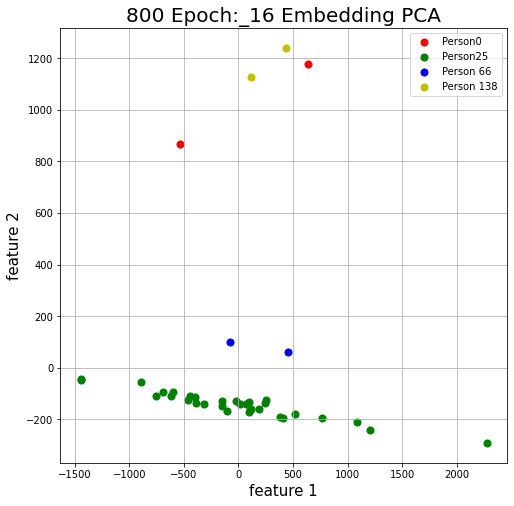 800 Epoch:_16 Embedding PCA
Person0
Person25
Person 66
Person 138
feature 2
1200
1000
800
600
400
200
0
−200
−1500 −1000 −500 0 500 1000 1500 2000
feature 1